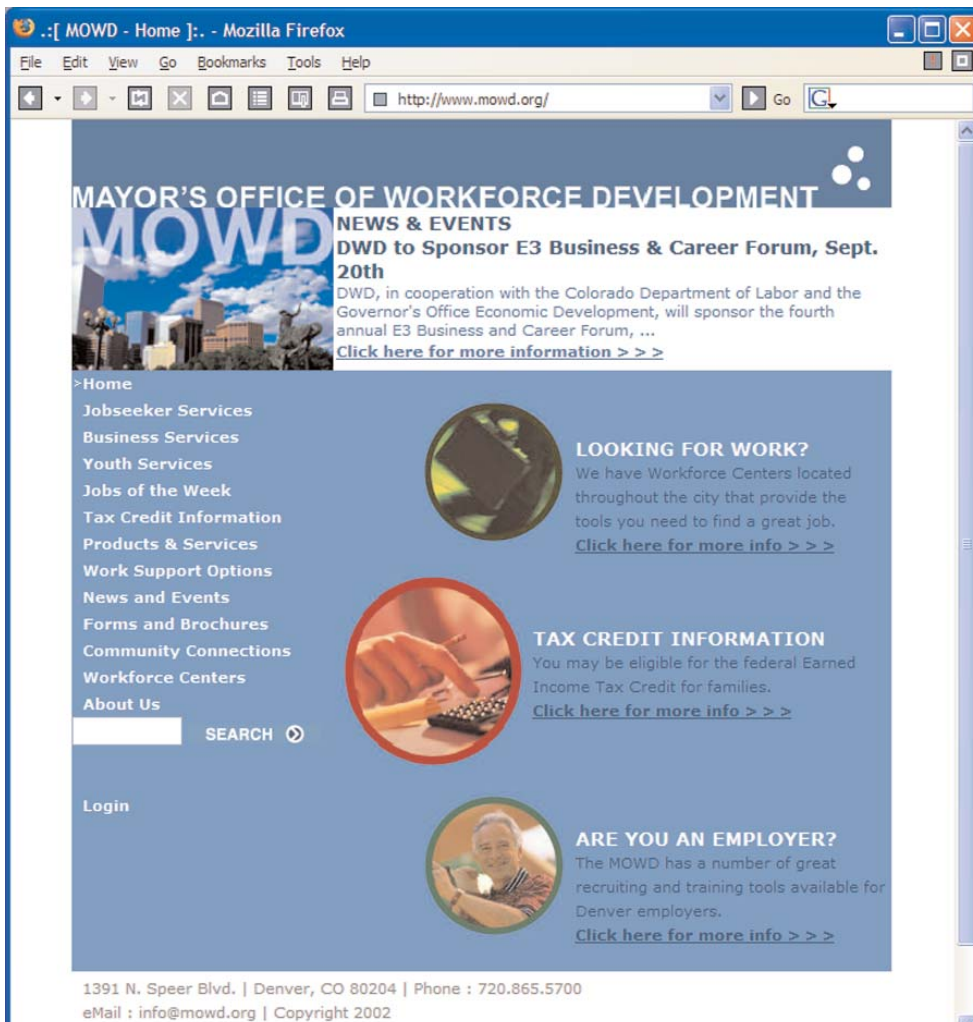 .:[ MOWD - Home ]:. - Mozilla Firefox
File Edit View Go Bookmarks Tools Help
http://www.mowd.org/ Go G
MAYOR'S OFFICE OF WORKFORCE DEVELOPMENT
MOWD
NEWS & EVENTS
DWD to Sponsor E3 Business & Career Forum, Sept.
20th
DWD, in cooperation with the Colorado Department of Labor and the
Governor's Office Economic Development, will sponsor the fourth
annual E3 Business and Career Forum, ...
Click here for more information > > >
>Home
Jobseeker Services
Business Services
Youth Services
Jobs of the Week
Tax Credit Information
Products & Services
Work Support Options
News and Events
Forms and Brochures
Community Connections
Workforce Centers
About Us
SEARCH
Login
LOOKING FOR WORK?
We have Workforce Centers located
throughout the city that provide the
tools you need to find a great job.
Click here for more info > > >
TAX CREDIT INFORMATION
You may be eligible for the federal Earned
Income Tax Credit for families.
Click here for more info > > >
ARE YOU AN EMPLOYER?
The MOWD has a number of great
recruiting and training tools available for
Denver employers.
Click here for more info > > >
1391 N. Speer Blvd. | Denver, CO 80204 | Phone : 720.865.5700
eMail : info@mowd.org | Copyright 2002